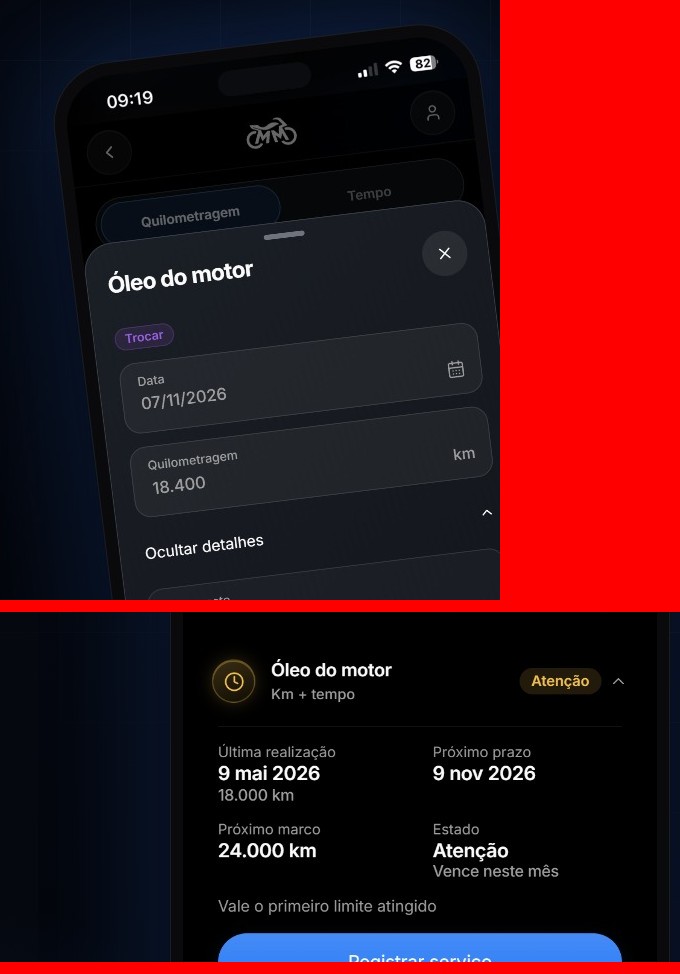 09:19
82
Quilometragem
Tempo
Óleo do motor
Trocar
Data
07/11/2026
Quilometragem
18.400
km
Ocultar detalhes
Óleo do motor
Km + tempo
Atenção
Última realização
9 mai 2026
18.000 km
Próximo prazo
9 nov 2026
Próximo marco
24.000 km
Estado
Atenção
Vence neste mês
Vale o primeiro limite atingido
Registrar serviço